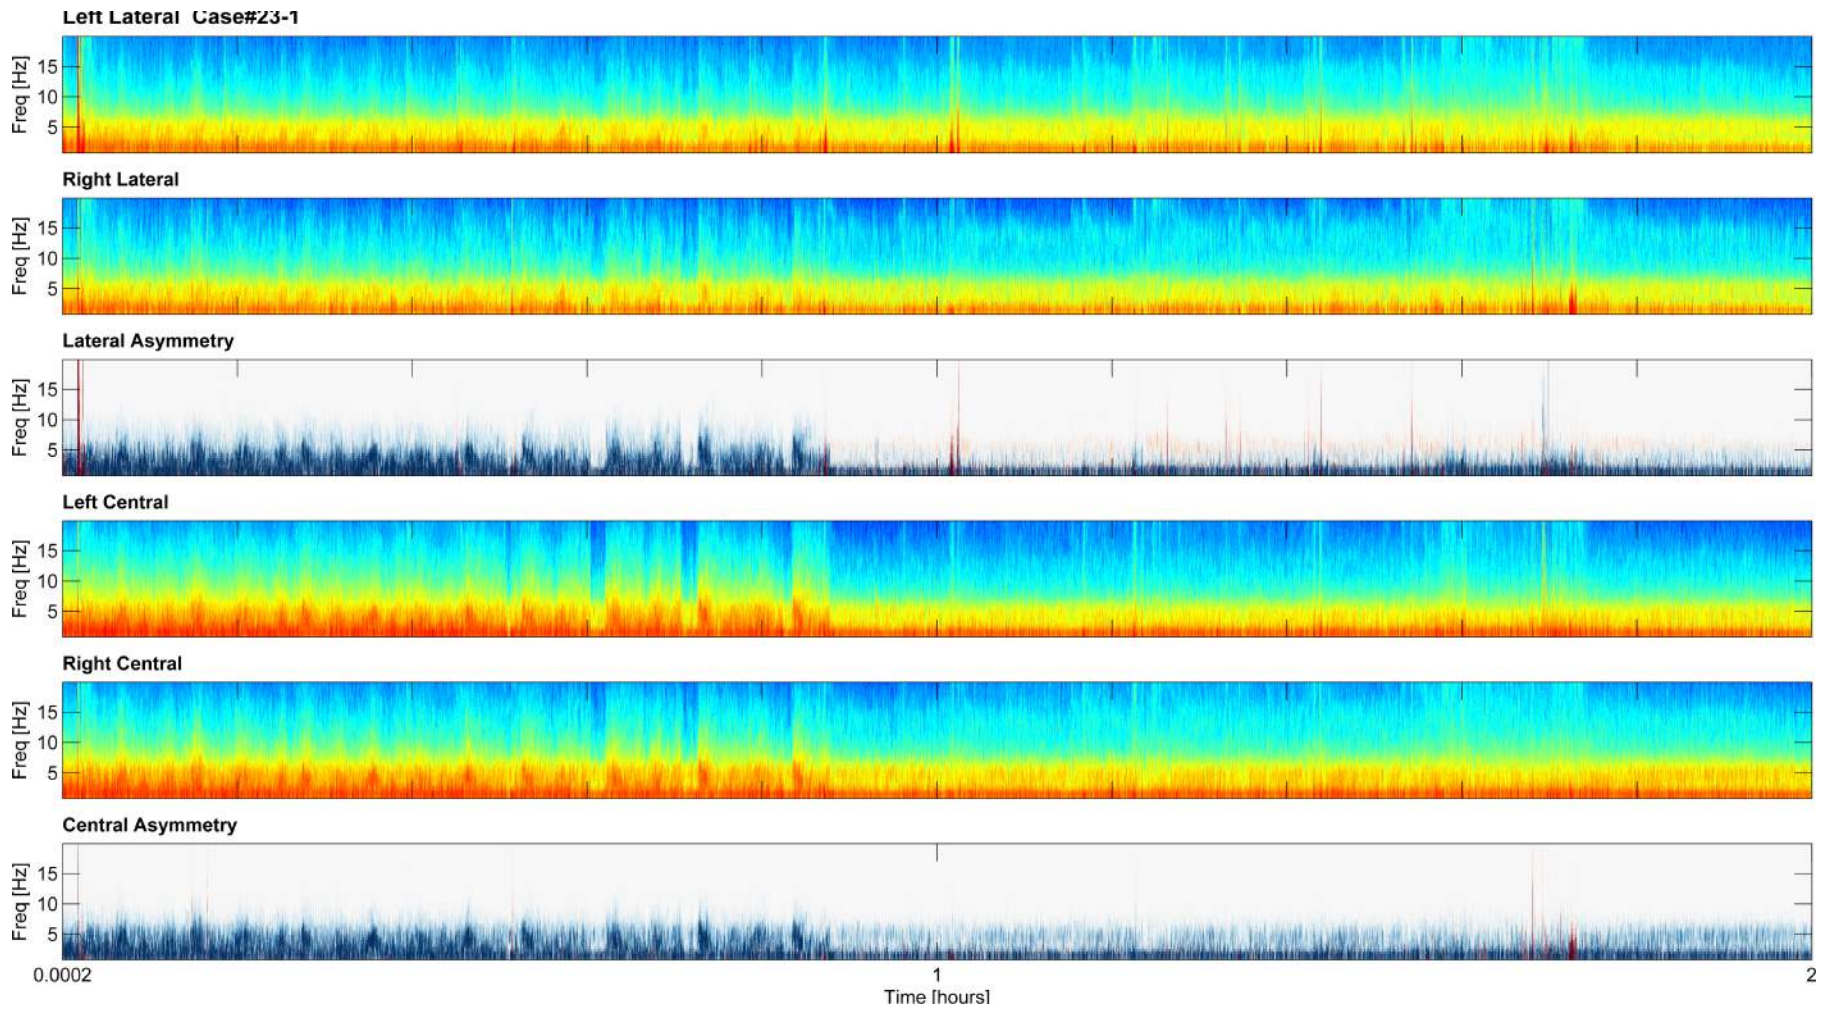 Left Lateral Case#23-1
Freq [Hz]
15
10
5
Right Lateral
Freq [Hz]
15
10
5
Lateral Asymmetry
Freq [Hz]
15
10
5
Left Central
Freq [Hz]
15
10
5
Right Central
Freq [Hz]
15
10
5
Central Asymmetry
Freq [Hz]
15
10
5
0.0002 1 2
Time [hours]